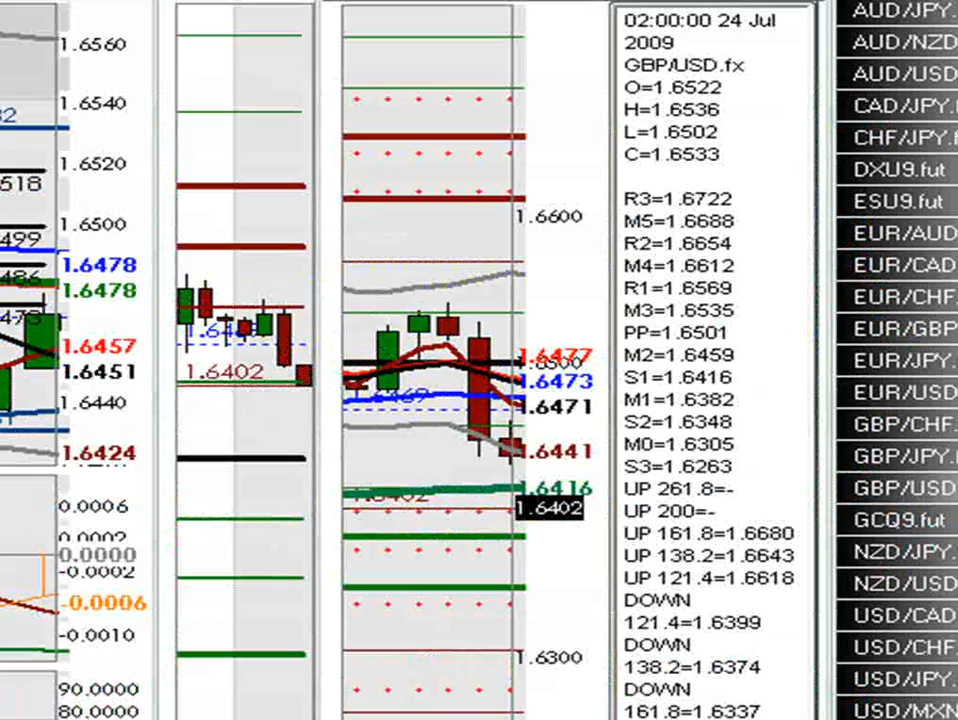 1.6560
1.6540
1.6520
518
1.6500
499
1.6478
486
1.6478
1.6457
1.6451
1.6440
1.6424
0.0006
0.0002
0.0000
-0.0002
-0.0006
-0.0010
90.0000
80.0000
1.6402
1.6600
1.6477
1.6473
1.6471
1.6441
1.6416
1.6402
1.6402
1.6300
02:00:00 24 Jul
2009
GBP/USD.fx
O=1.6522
H=1.6536
L=1.6502
C=1.6533
R3=1.6722
M5=1.6688
R2=1.6654
M4=1.6612
R1=1.6569
M3=1.6535
PP=1.6501
M2=1.6459
S1=1.6416
M1=1.6382
S2=1.6348
M0=1.6305
S3=1.6263
UP 261.8=-
UP 200=-
UP 161.8=1.6680
UP 138.2=1.6643
UP 121.4=1.6618
DOWN
121.4=1.6399
DOWN
138.2=1.6374
DOWN
161.8=1.6337
AUD/JPY.
AUD/NZD
AUD/USD
CAD/JPY.
CHF/JPY.f
DXU9.fut
ESU9.fut
EUR/AUD
EUR/CAD
EUR/CHF.
EUR/GBP
EUR/JPY.
EUR/USD
GBP/CHF.
GBP/JPY.
GBP/USD
GCQ9.fut
NZD/JPY.
NZD/USD
USD/CAD
USD/CHF.
USD/JPY.
USD/MXN